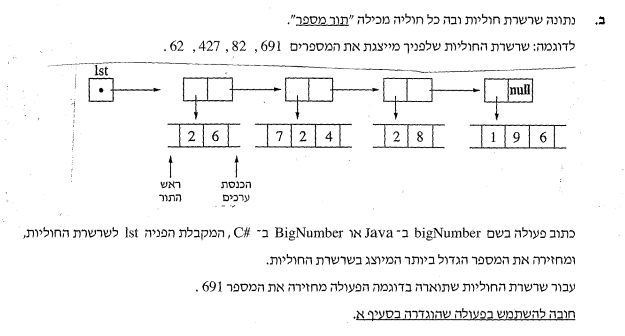 ב. נתונה שרשרת חוליות ובה כל חוליה מכילה "תור מספר".
לדוגמה: שרשרת החוליות שלפניך מייצגת את המספרים 691 , 82 , 427 , 62 .
lst
null
2 6 7 2 4 2 8 1 9 6
ראש התור
הכנסת ערכים
כתוב פעולה בשם bigNumber ב־ Java או BigNumber ב־ C# , המקבלת הפניה lst לשרשרת החוליות,
ומחזירה את המספר הגדול ביותר המיוצג בשרשרת החוליות.
עבור שרשרת החוליות שתוארה בדוגמה הפעולה מחזירה את המספר 691 .
חובה להשתמש בפעולה שהוגדרה בסעיף א.